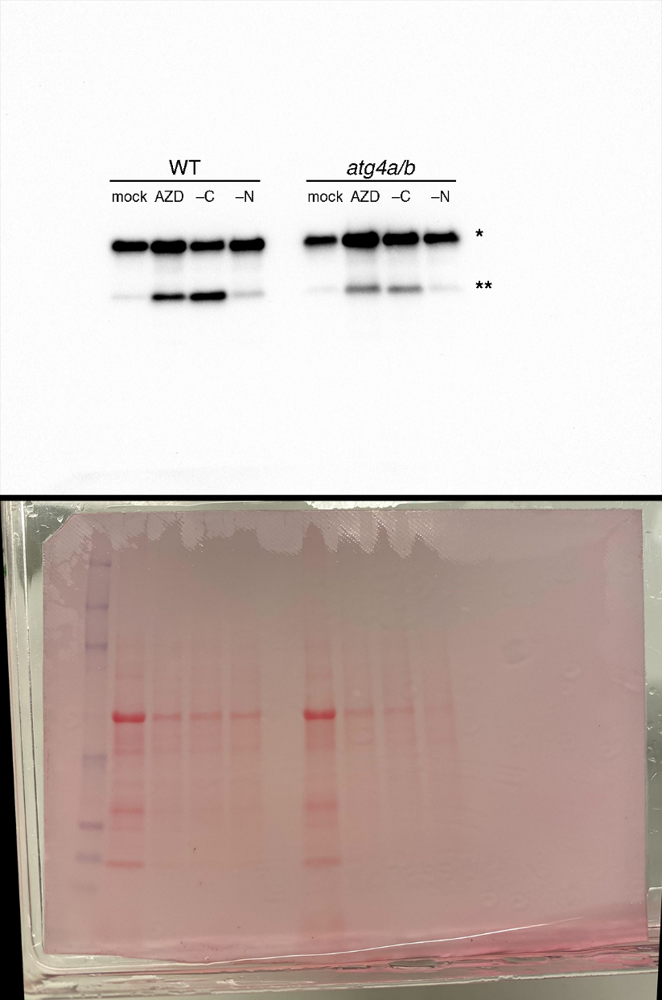 WT atg4a/b
mock AZD –C –N mock AZD –C –N
*
**